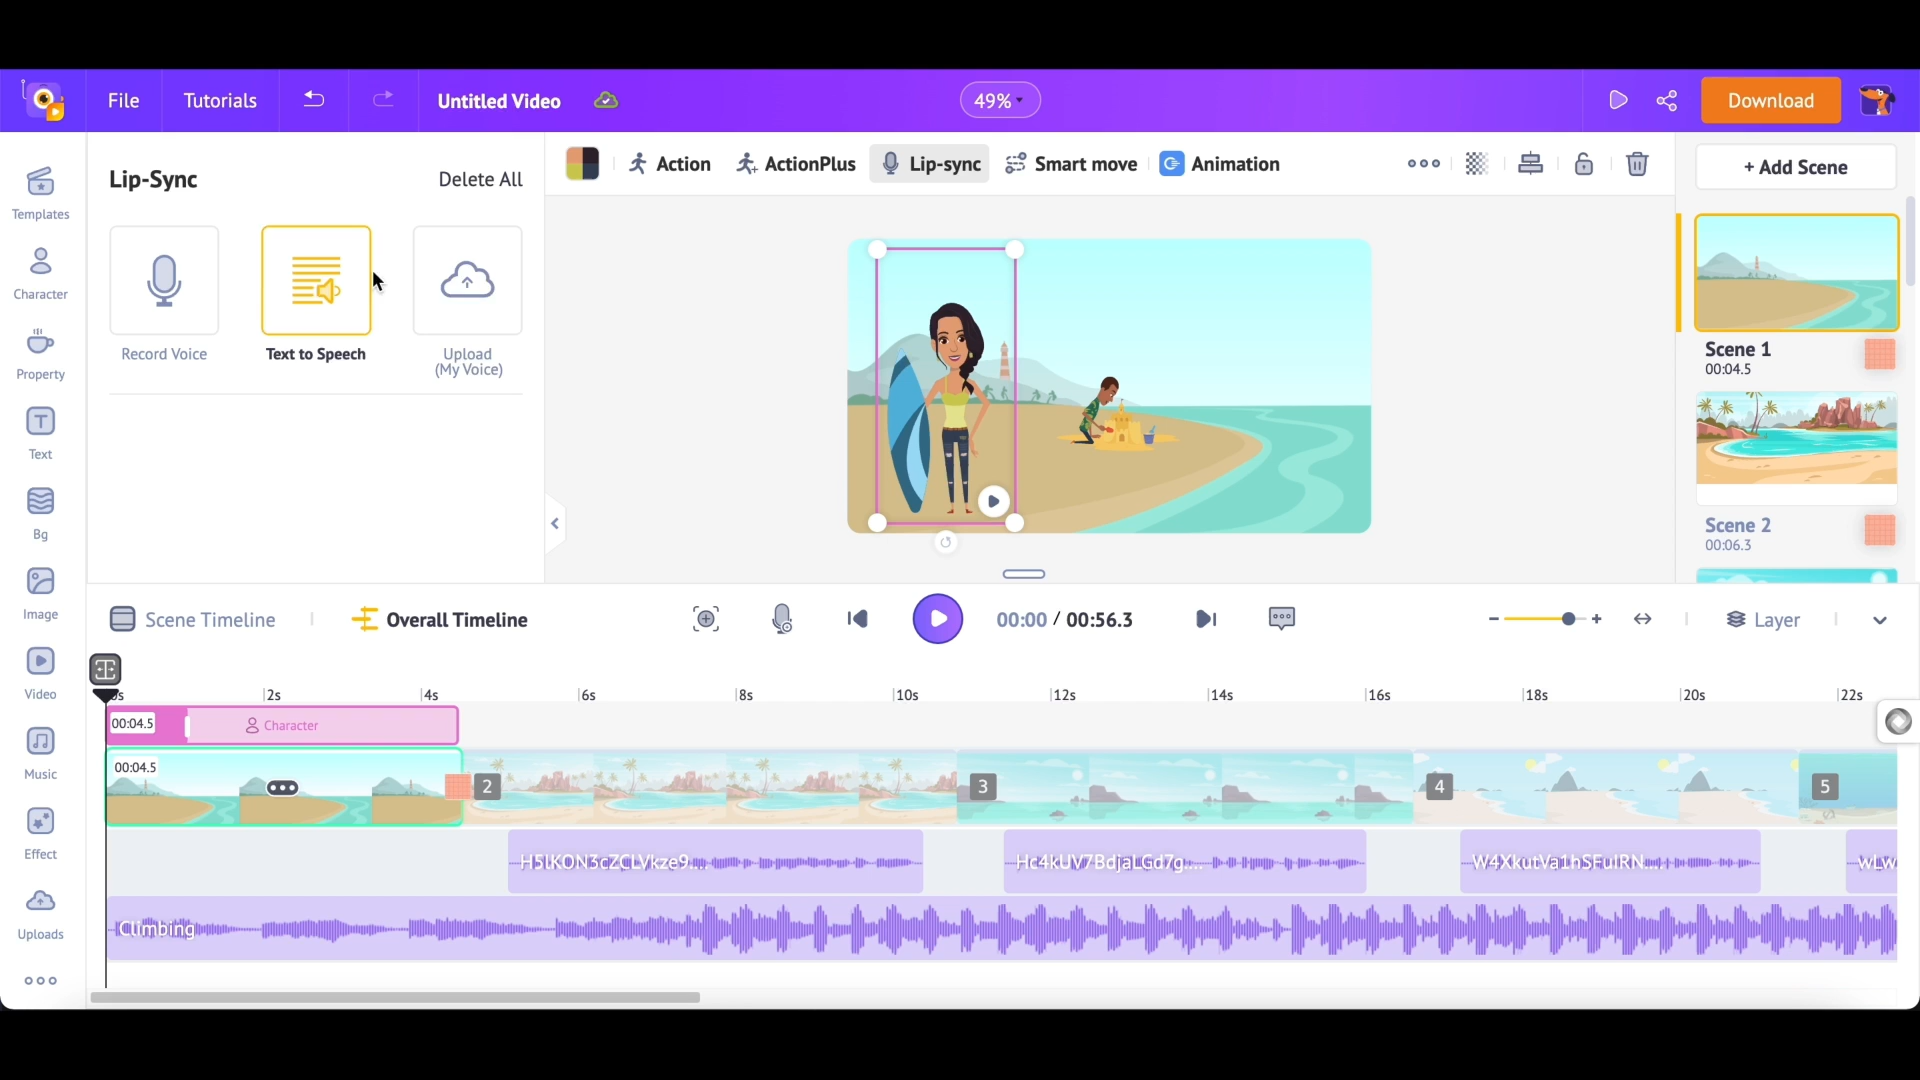 File
Tutorials
Untitled Video
49%
Download
Lip-Sync
Delete All
Record Voice
Text to Speech
Upload
(My Voice)
Action
ActionPlus
Lip-sync
Smart move
Animation
+ Add Scene
Scene 1
00:04.5
Scene 2
00:06.3
Templates
Character
Property
Text
Bg
Image
Video
Music
Effect
Uploads
Scene Timeline
Overall Timeline
00:00 / 00:56.3
Layer
2s
4s
6s
8s
10s
12s
14s
16s
18s
20s
22s
00:04.5
Character
00:04.5
2
3
4
5
Climbing